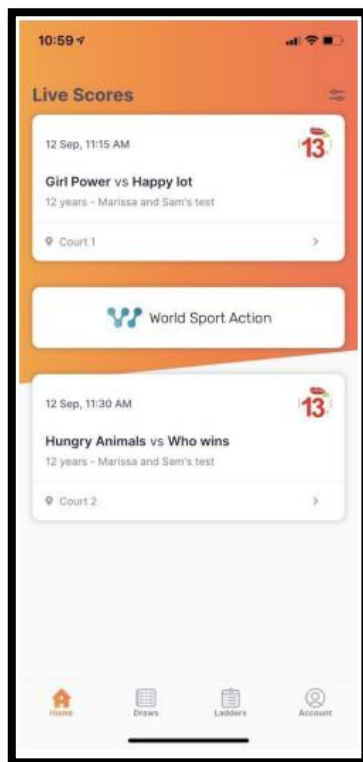 10:59
Live Scores
12 Sep, 11:15 AM
13
Girl Power vs Happy lot
12 years - Marissa and Sam's test
Court 1
World Sport Action
12 Sep, 11:30 AM
13
Hungry Animals vs Who wins
12 years - Marissa and Sam's test
Court 2
Home Draws Ladders Account